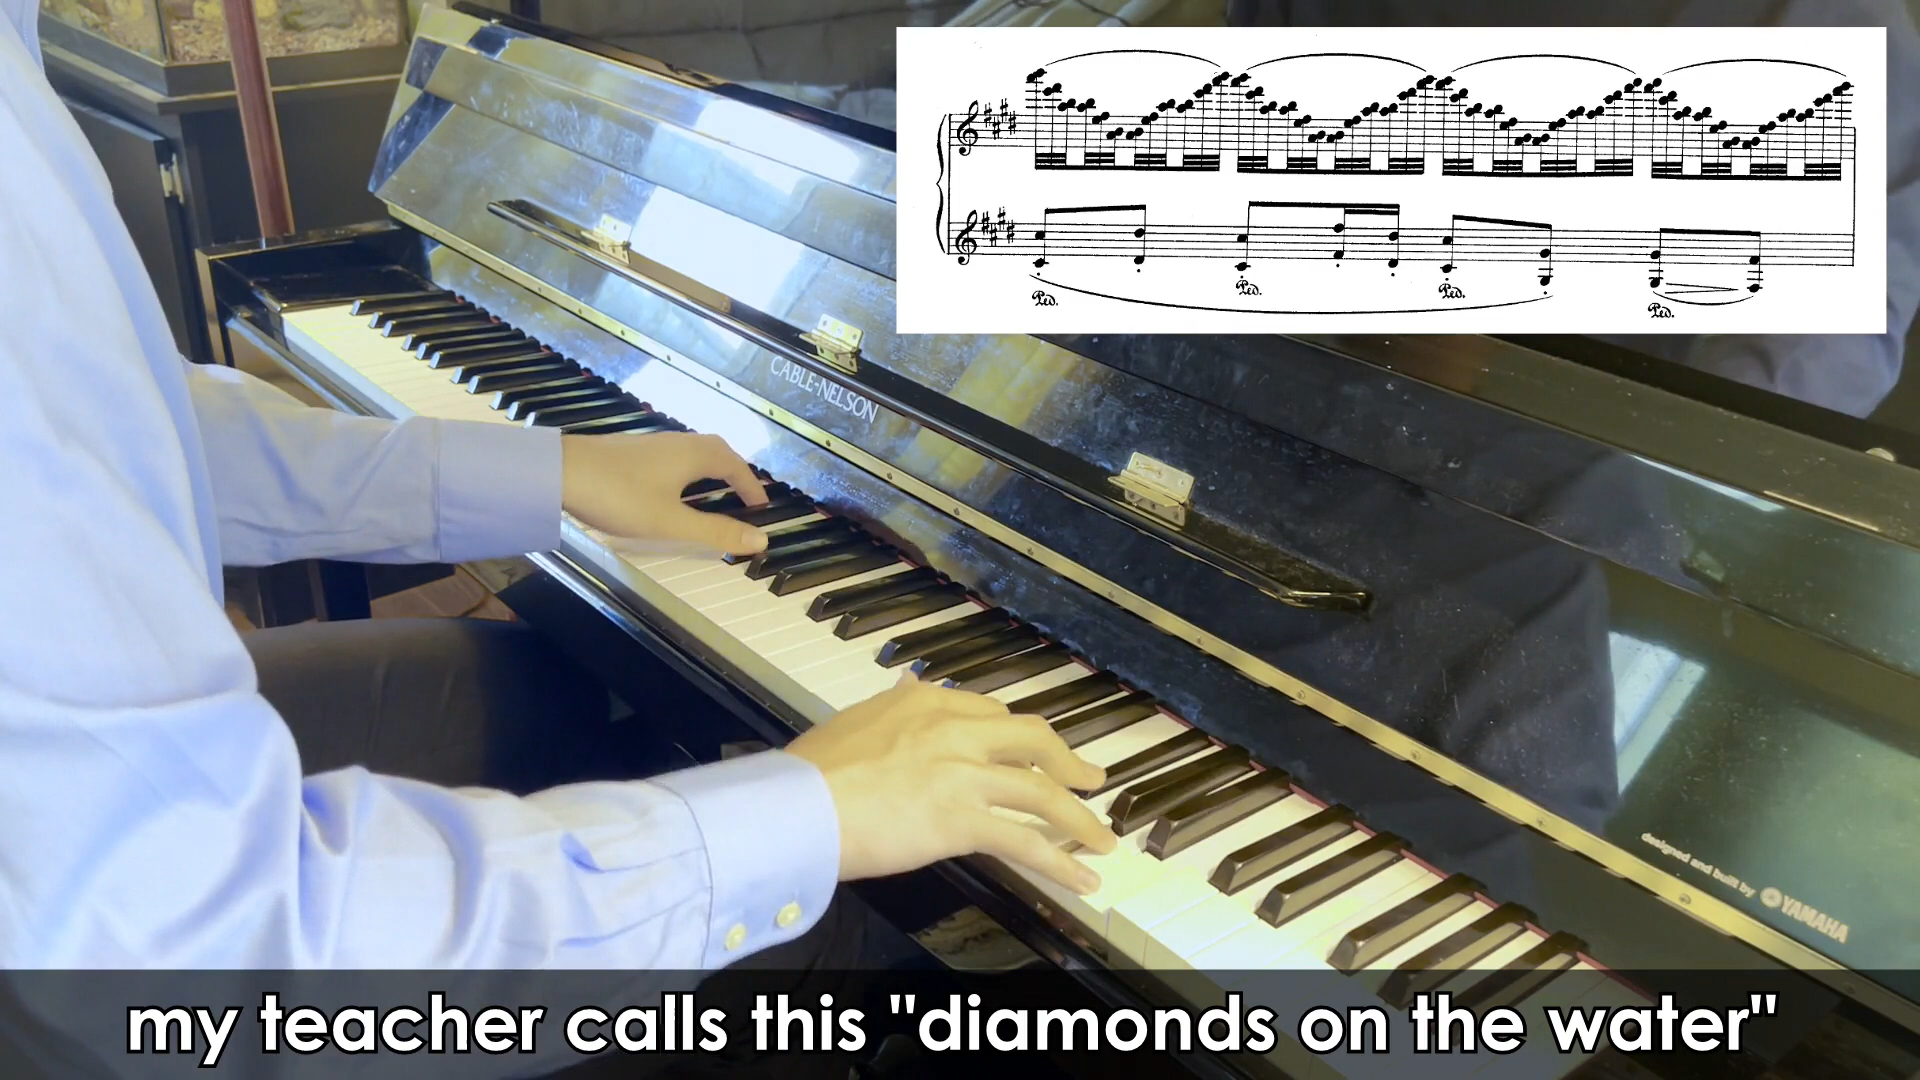 Ped. Ped. Ped. Ped.
CABLE-NELSON
designed and built by YAMAHA
my teacher calls this "diamonds on the water"